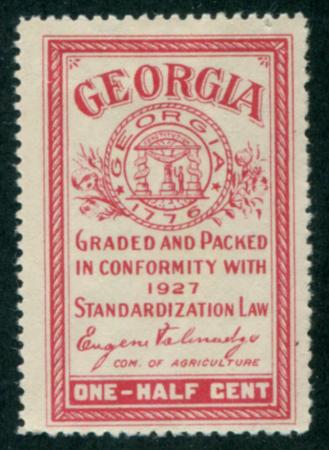 GEORGIA
GEORGIA
1776
GRADED AND PACKED
IN CONFORMITY WITH
1927
STANDARDIZATION LAW
Eugene Talmadge
COM. OF AGRICULTURE
ONE-HALF CENT